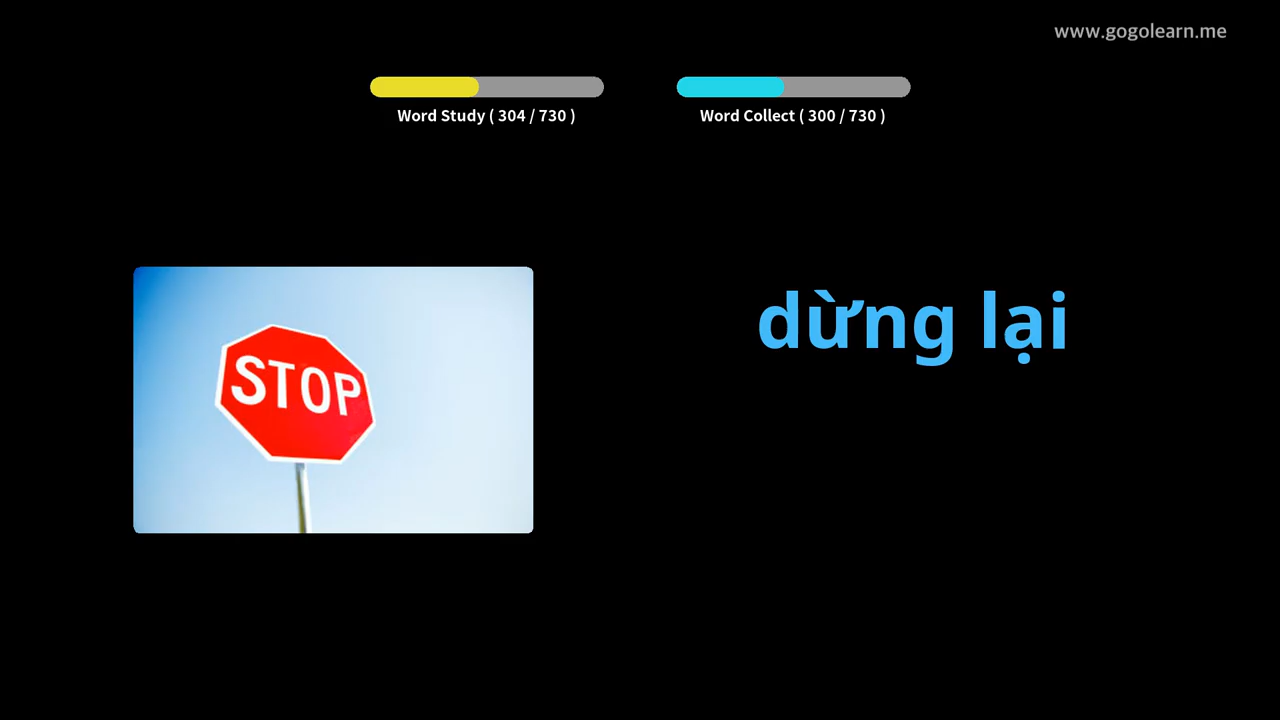 www.gogolearn.me
Word Study ( 304 / 730 )
Word Collect ( 300 / 730 )
STOP
dừng lại